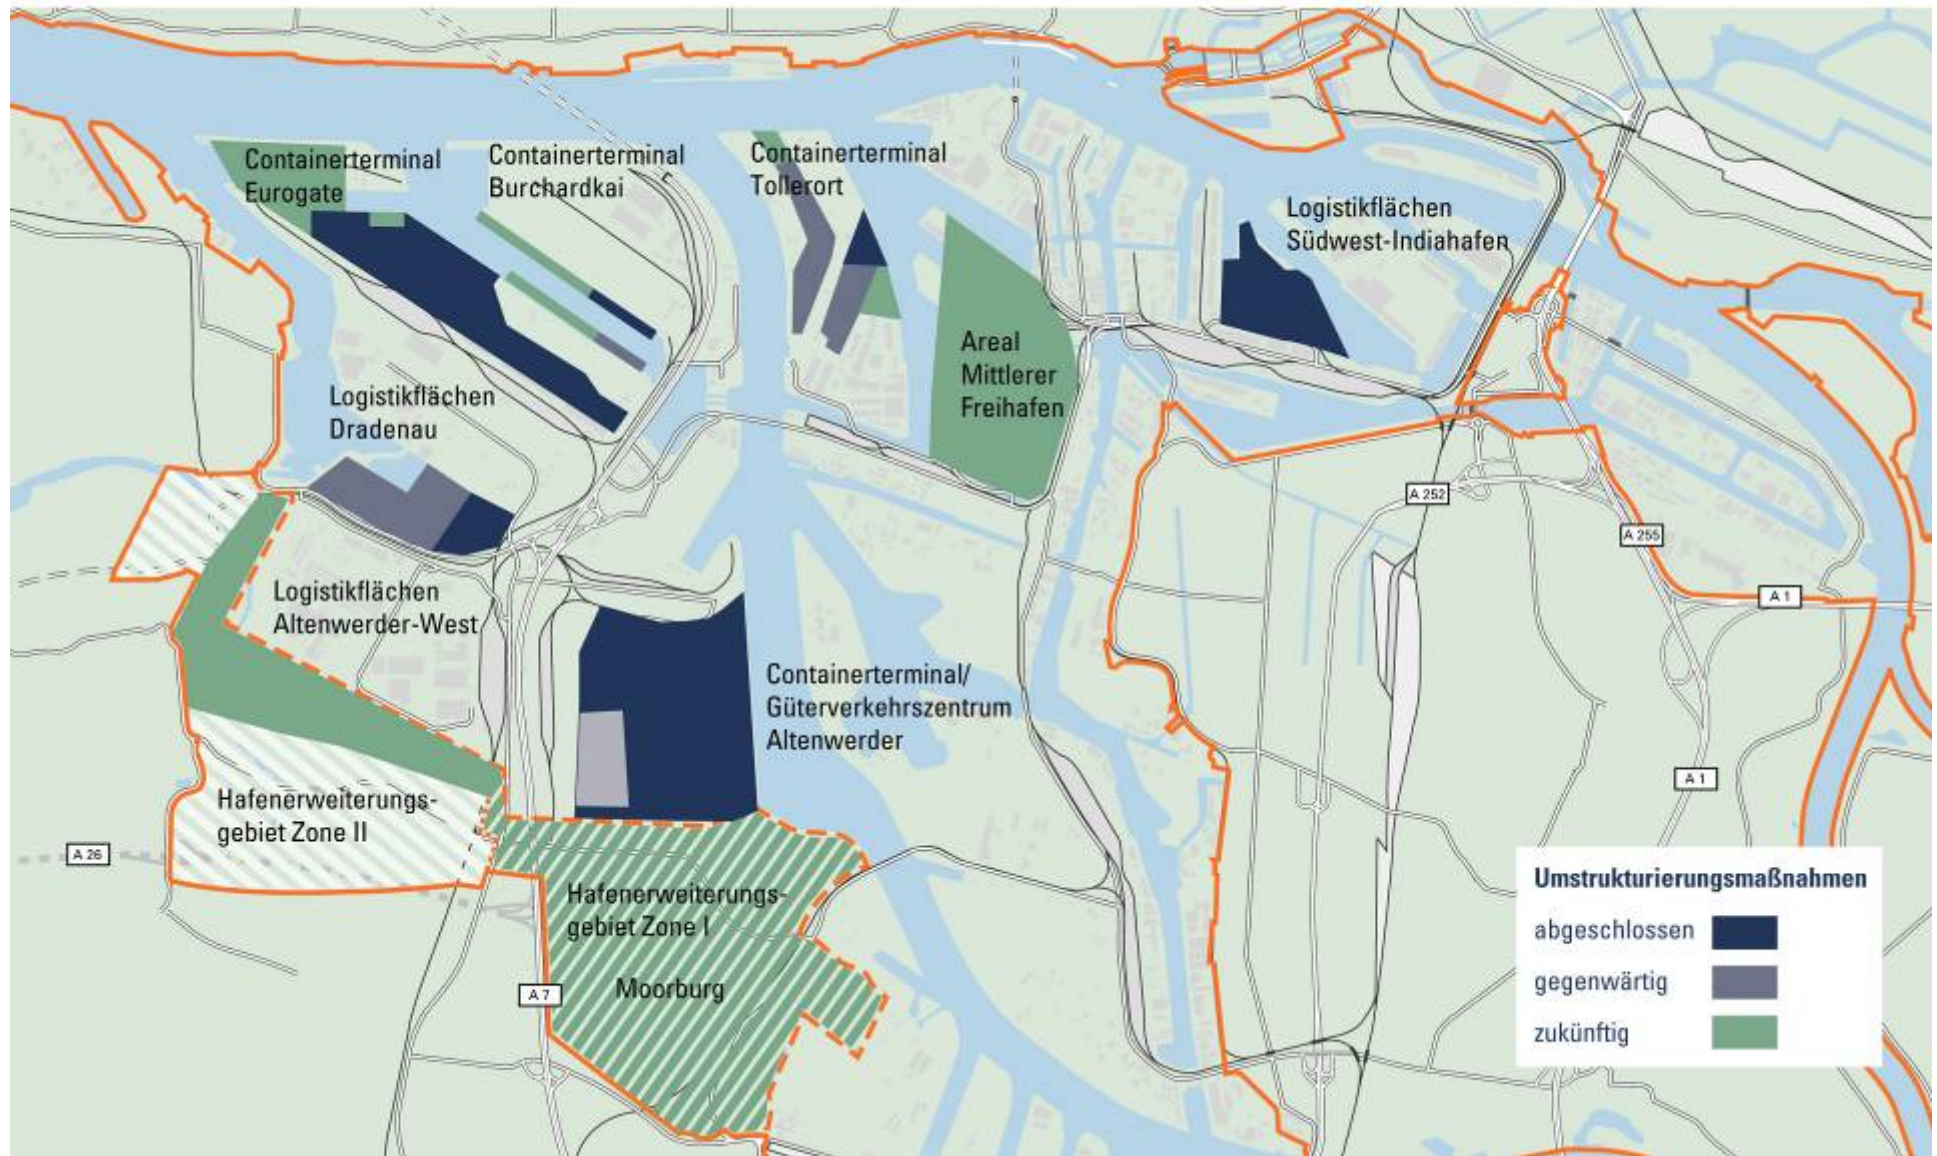 Containerterminal
Eurogate
Containerterminal
Burchardkai
Containerterminal
Tollerort
Logistikflächen
Südwest-Indiahafen
Areal
Mittlerer
Freihafen
Logistikflächen
Dradenau
A 252
A 255
A 1
Logistikflächen
Altenwerder-West
Containerterminal/
Güterverkehrszentrum
Altenwerder
A 1
Hafenerweiterungs-
gebiet Zone II
A 26
Hafenerweiterungs-
gebiet Zone I
Moorburg
A 7
Umstrukturierungsmaßnahmen
abgeschlossen
gegenwärtig
zukünftig